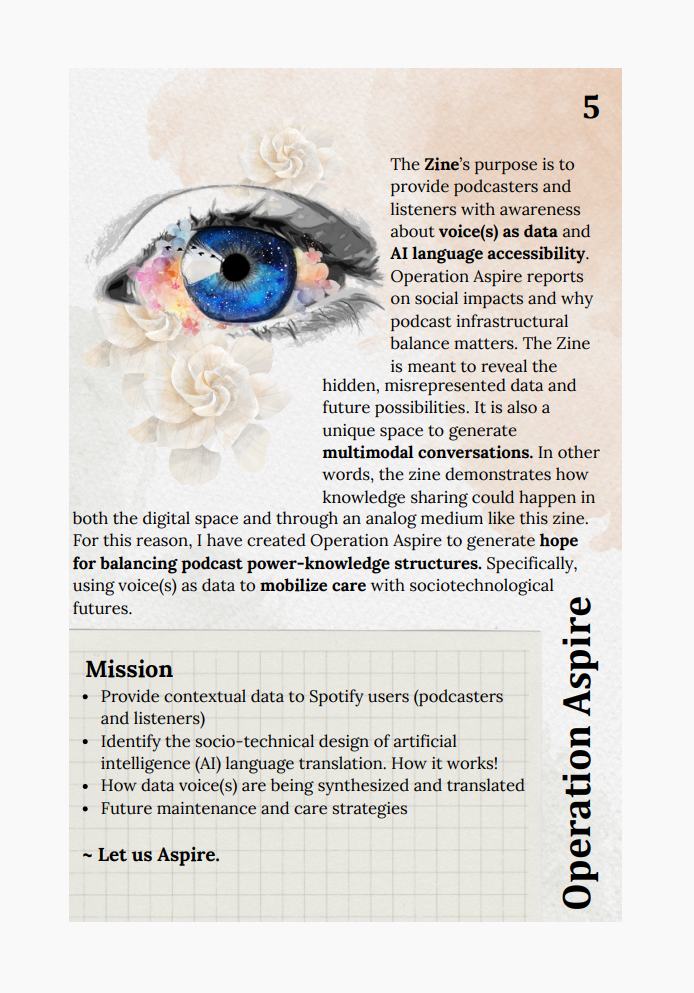 5
The Zine's purpose is to
provide podcasters and
listeners with awareness
about voice(s) as data and
AI language accessibility.
Operation Aspire reports
on social impacts and why
podcast infrastructural
balance matters. The Zine
is meant to reveal the
hidden, misrepresented data and
future possibilities. It is also a
unique space to generate
multimodal conversations. In other
words, the zine demonstrates how
knowledge sharing could happen in
both the digital space and through an analog medium like this zine.
For this reason, I have created Operation Aspire to generate hope
for balancing podcast power-knowledge structures. Specifically,
using voice(s) as data to mobilize care with sociotechnological
futures.
Mission
• Provide contextual data to Spotify users (podcasters
and listeners)
• Identify the socio-technical design of artificial
intelligence (AI) language translation. How it works!
• How data voice(s) are being synthesized and translated
• Future maintenance and care strategies
~ Let us Aspire.
Operation Aspire